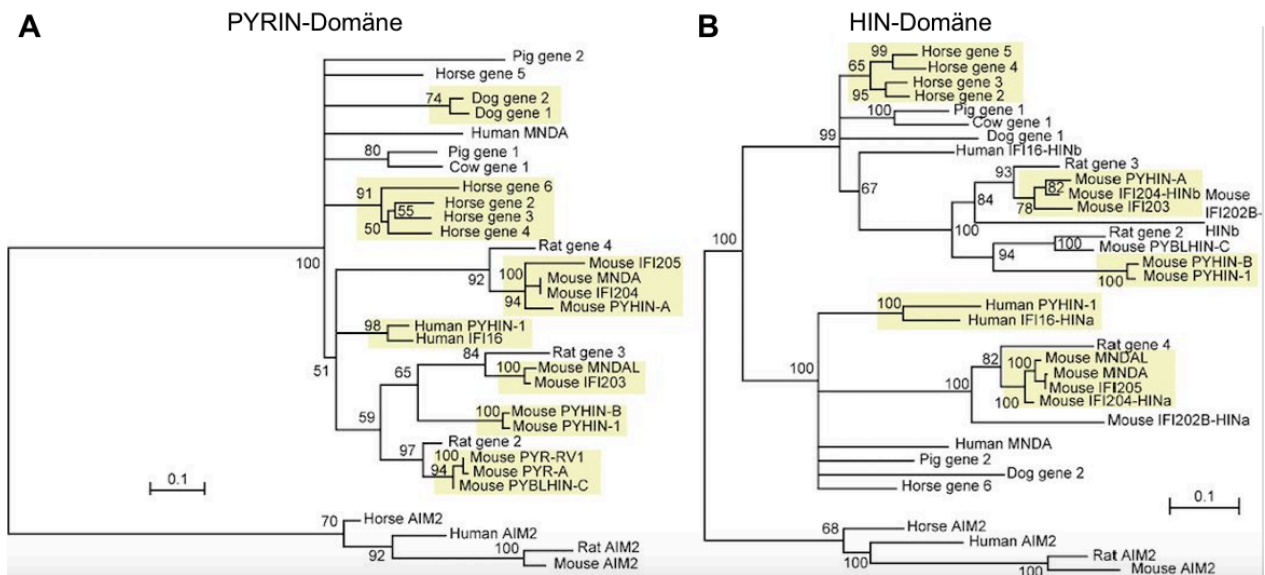 A
PYRIN-Domäne
Pig gene 2
Horse gene 5
74
Dog gene 2
Dog gene 1
Human MNDA
80
Pig gene 1
Cow gene 1
91
Horse gene 6
Horse gene 2
55
Horse gene 3
50
Horse gene 4
100
Rat gene 4
92
Mouse IFI205
100
Mouse MNDA
Mouse IFI204
94
Mouse PYHIN-A
98
Human PYHIN-1
Human IFI16
51
84
Rat gene 3
65
100
Mouse MNDAL
Mouse IFI203
59
100
Mouse PYHIN-B
Mouse PYHIN-1
97
Rat gene 2
100
Mouse PYR-RV1
94
Mouse PYR-A
Mouse PYBLHIN-C
0.1
70
Horse AIM2
Human AIM2
92
100
Rat AIM2
Mouse AIM2
B
HIN-Domäne
99
Horse gene 5
65
Horse gene 4
Horse gene 3
95
Horse gene 2
100
Pig gene 1
Cow gene 1
99
Dog gene 1
Human IFI16-HINb
67
93
Rat gene 3
Mouse PYHIN-A
82
Mouse IFI204-HINb
84
78
Mouse IFI203
Mouse
IFI202B-
HINb
100
Rat gene 2
100
Mouse PYBLHIN-C
94
Mouse PYHIN-B
100
Mouse PYHIN-1
100
100
Human PYHIN-1
Human IFI16-HINa
100
82
Rat gene 4
100
Mouse MNDAL
Mouse MNDA
100
Mouse IFI205
100
Mouse IFI204-HINa
Mouse IFI202B-HINa
Human MNDA
Pig gene 2
Dog gene 2
Horse gene 6
0.1
68
Horse AIM2
Human AIM2
100
Rat AIM2
100
Mouse AIM2